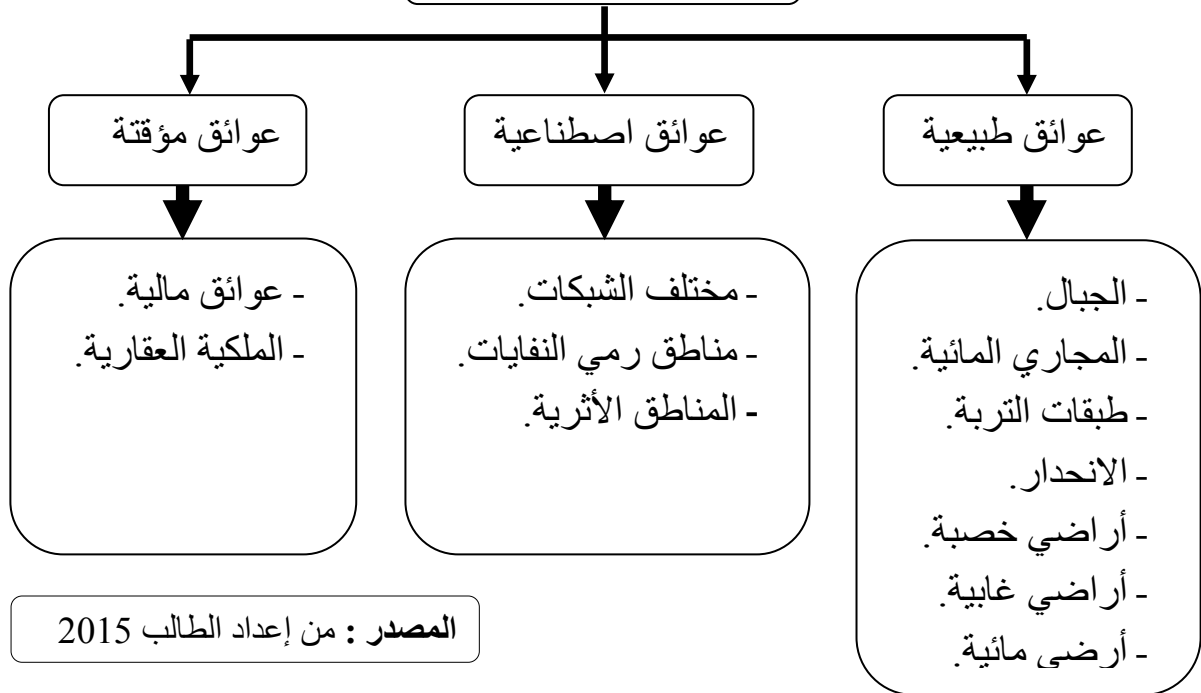 عوائق طبيعية
- الجبال.
- المجاري المائية.
- طبقات التربة.
- الانحدار.
- أراضي خصبة.
- أراضي غابية.
- أرضي مائية.
عوائق اصطناعية
- مختلف الشبكات.
- مناطق رمي النفايات.
- المناطق الأثرية.
عوائق مؤقتة
- عوائق مالية.
- الملكية العقارية.
المصدر : من إعداد الطالب 2015